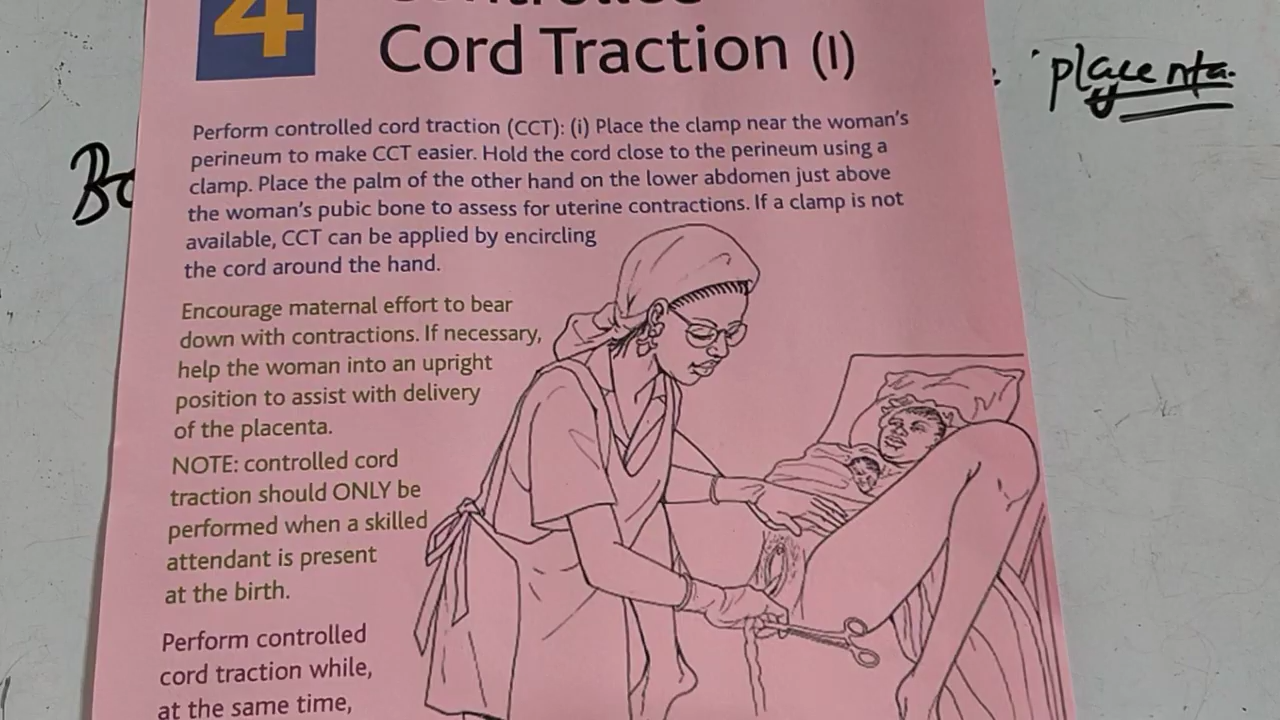 4
Cord Traction (I)
placenta.
Perform controlled cord traction (CCT): (i) Place the clamp near the woman's
perineum to make CCT easier. Hold the cord close to the perineum using a
clamp. Place the palm of the other hand on the lower abdomen just above
the woman's pubic bone to assess for uterine contractions. If a clamp is not
available, CCT can be applied by encircling
the cord around the hand.
Encourage maternal effort to bear
down with contractions. If necessary,
help the woman into an upright
position to assist with delivery
of the placenta.
NOTE: controlled cord
traction should ONLY be
performed when a skilled
attendant is present
at the birth.
Perform controlled
cord traction while,
at the same time,